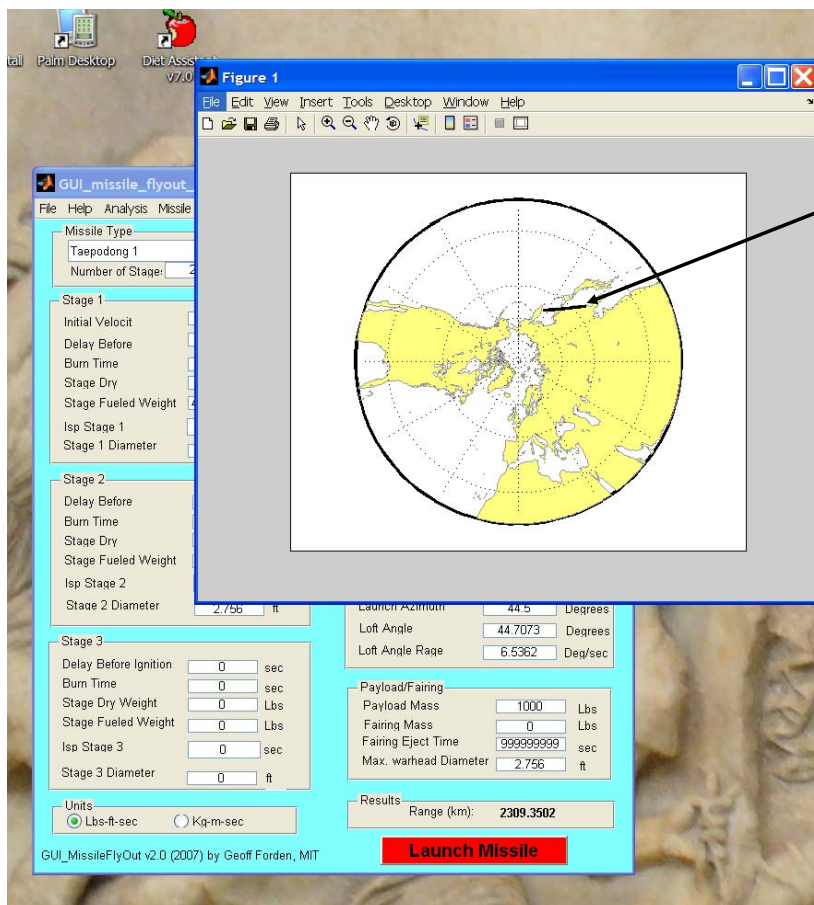 tall Palm Desktop Diet Assist
v7.0
Figure 1
File Edit View Insert Tools Desktop Window Help
GUI_missile_flyout_
File Help Analysis Missile
Missile Type
Taepodong 1
Number of Stage: 2
Stage 1
Initial Velocit
Delay Before
Burn Time
Stage Dry
Stage Fueled Weight 4
Isp Stage 1
Stage 1 Diameter
Stage 2
Delay Before
Burn Time
Stage Dry
Stage Fueled Weight
Isp Stage 2
Stage 2 Diameter 2.756 ft
Launch Azimuth 44.5 Degrees
Loft Angle 44.7073 Degrees
Loft Angle Rage 6.5362 Deg/sec
Stage 3
Delay Before Ignition 0 sec
Burn Time 0 sec
Stage Dry Weight 0 Lbs
Stage Fueled Weight 0 Lbs
Isp Stage 3 0 sec
Stage 3 Diameter 0 ft
Payload/Fairing
Payload Mass 1000 Lbs
Fairing Mass 0 Lbs
Fairing Eject Time 999999999 sec
Max. warhead Diameter 2.756 ft
Units
Lbs-ft-sec Kg-m-sec
Results
Range (km): 2309.3502
GUI_MissileFlyOut v2.0 (2007) by Geoff Forden, MIT
Launch Missile